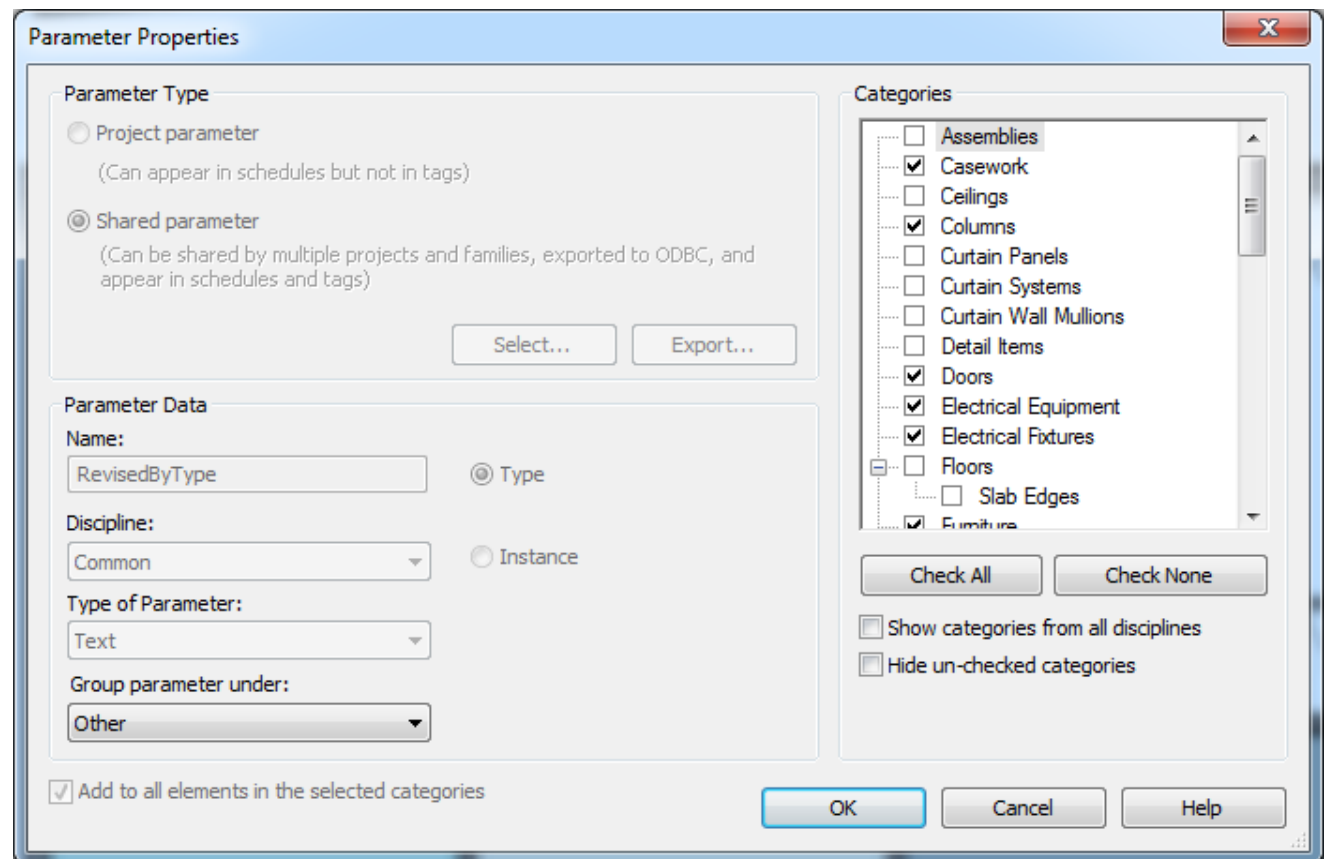 Parameter Properties
Parameter Type
Project parameter
(Can appear in schedules but not in tags)
Shared parameter
(Can be shared by multiple projects and families, exported to ODBC, and
appear in schedules and tags)
Select...
Export...
Parameter Data
Name:
RevisedByType
Type
Discipline:
Common
Instance
Type of Parameter:
Text
Group parameter under:
Other
Add to all elements in the selected categories
Categories
Assemblies
Casework
Ceilings
Columns
Curtain Panels
Curtain Systems
Curtain Wall Mullions
Detail Items
Doors
Electrical Equipment
Electrical Fixtures
Floors
Slab Edges
Furniture
Check All
Check None
Show categories from all disciplines
Hide un-checked categories
OK
Cancel
Help